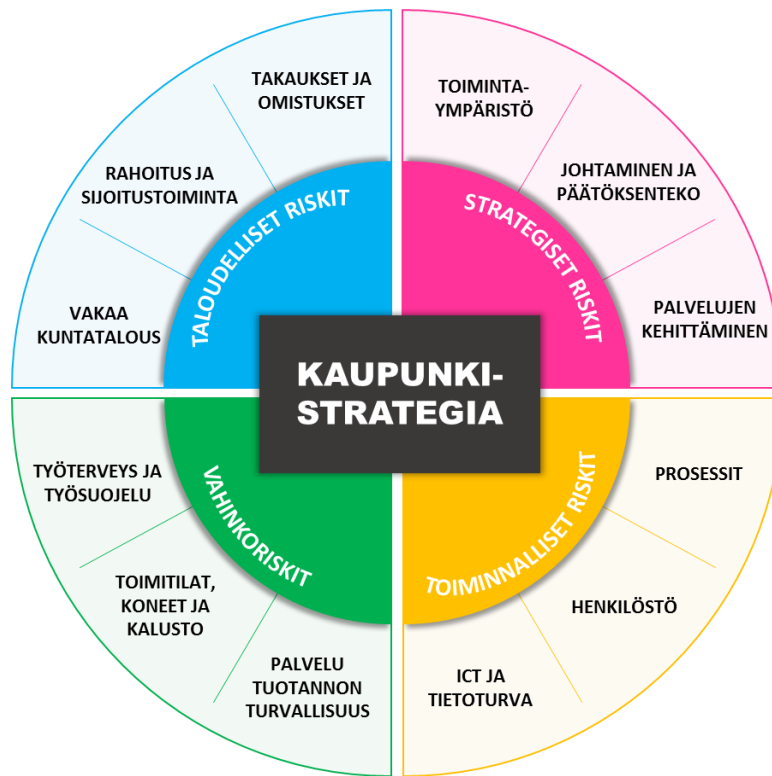 TAKAUKSET JA
OMISTUKSET
RAHOITUS JA
SIJOITUSTOIMINTA
VAKAA
KUNTATALOUS
TALOUDELLISET RISKIT
TOIMINTA-
YMPÄRISTÖ
JOHTAMINEN JA
PÄÄTÖKSENTEKO
PALVELUJEN
KEHITTÄMINEN
STRATEGISET RISKIT
KAUPUNKI-
STRATEGIA
TYÖTERVEYS JA
TYÖSUOJELU
TOIMITILAT,
KONEET JA
KALUSTO
PALVELU
TUOTANNON
TURVALLISUUS
VAHINKORISKIT
PROSESSIT
HENKILÖSTÖ
ICT JA
TIETOTURVA
TOIMINNALLISET RISKIT